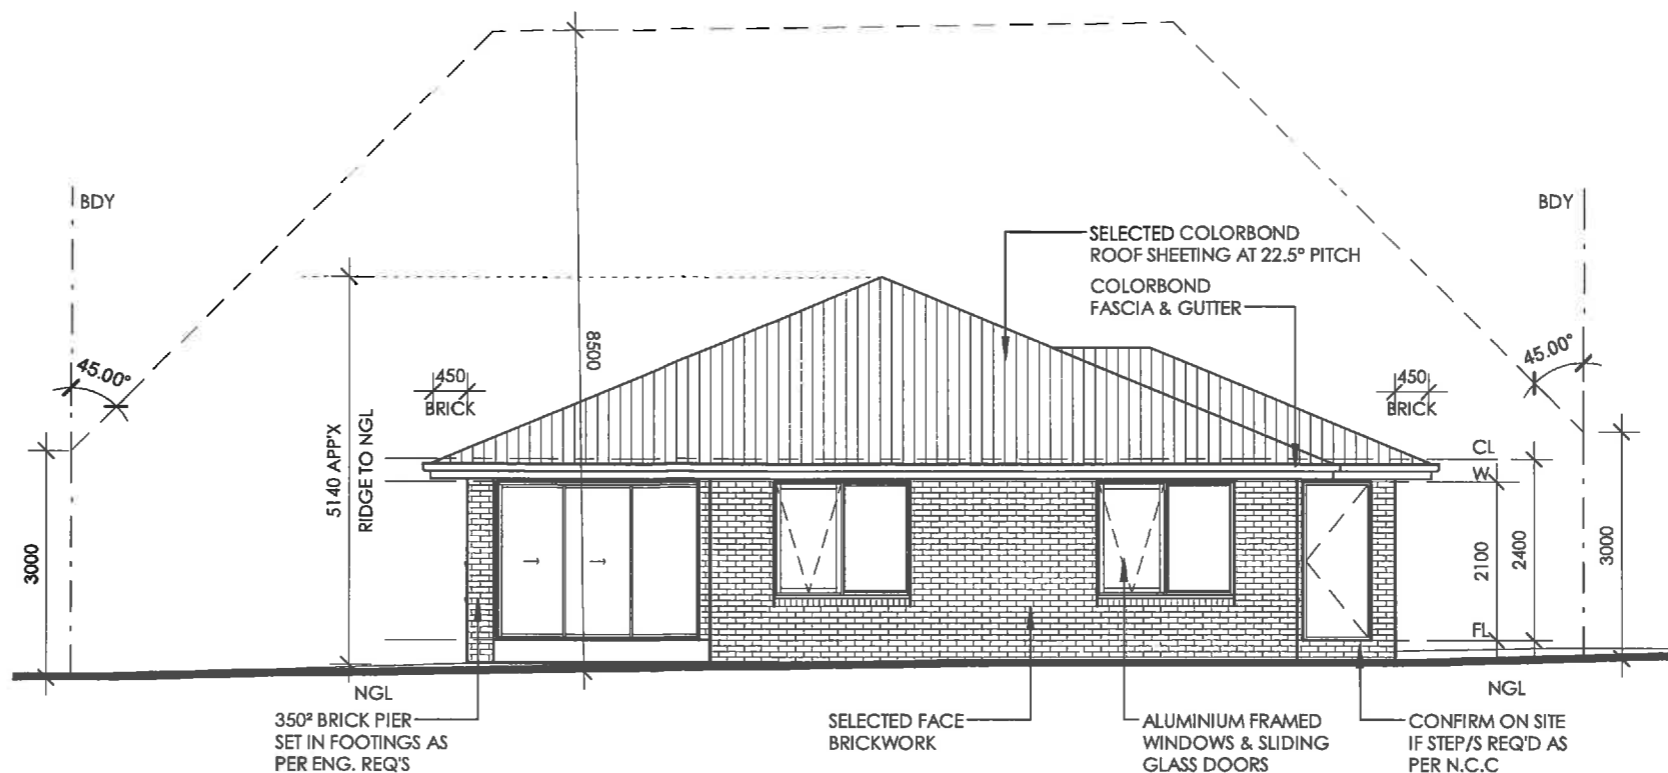 BDY
BDY
SELECTED COLORBOND
ROOF SHEETING AT 22.5° PITCH
COLORBOND
FASCIA & GUTTER
8500
45.00°
45.00°
450
BRICK
450
BRICK
5140 APP'X
RIDGE TO NGL
CL
W
3000
2100
2400
3000
FL
NGL
NGL
350² BRICK PIER
SET IN FOOTINGS AS
PER ENG. REQ'S
SELECTED FACE
BRICKWORK
ALUMINIUM FRAMED
WINDOWS & SLIDING
GLASS DOORS
CONFIRM ON SITE
IF STEP/S REQ'D AS
PER N.C.C